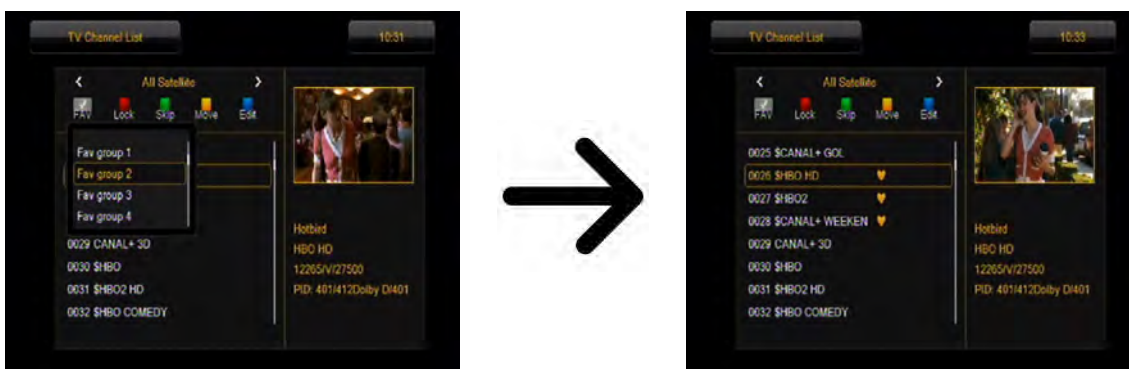 TV Channel List
10:31
All Satellite
FAV Lock Skip Move Edit
Fav group 1
Fav group 2
Fav group 3
Fav group 4
0029 CANAL+ 3D
0030 $HBO
0031 $HBO2 HD
0032 $HBO COMEDY
Hotbird
HBO HD
12265/V/27500
PID: 401/412Dolby D/401
TV Channel List
10:33
All Satellite
FAV Lock Skip Move Edit
0025 $CANAL+ GOL
0026 $HBO HD
0027 $HBO2
0028 $CANAL+ WEEKEN
0029 CANAL+ 3D
0030 $HBO
0031 $HBO2 HD
0032 $HBO COMEDY
Hotbird
HBO HD
12265/V/27500
PID: 401/412Dolby D/401